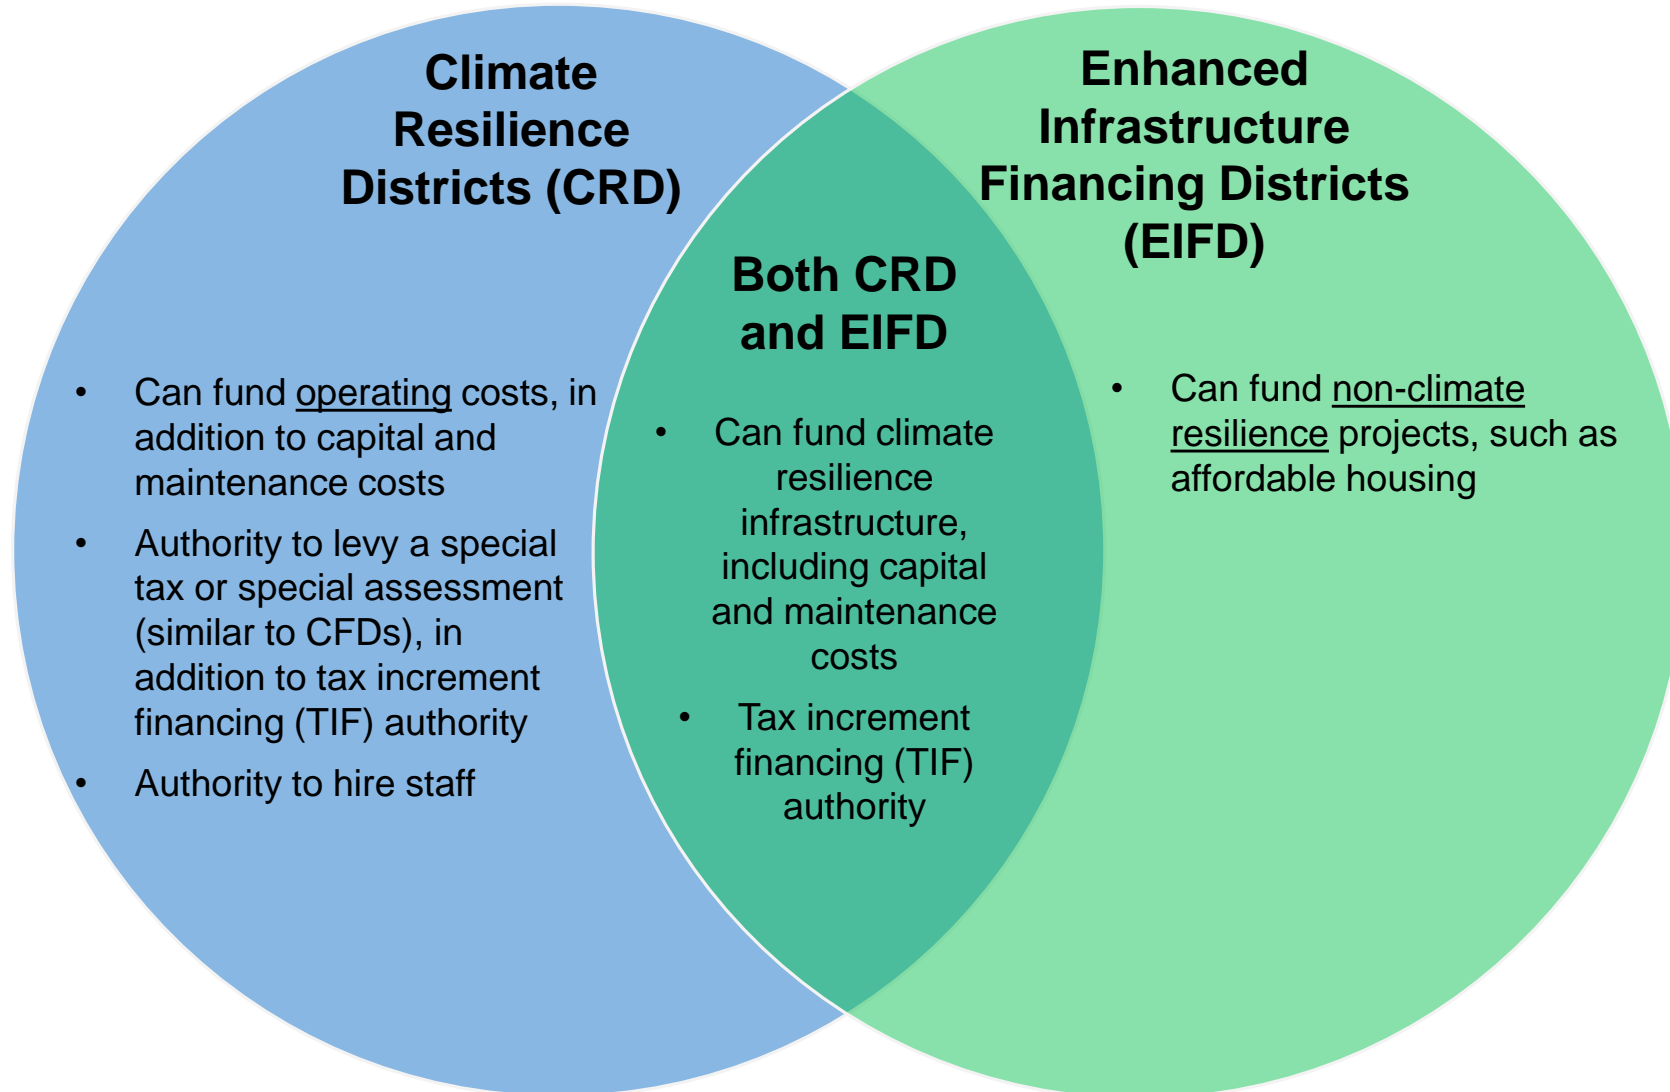 Climate
Resilience
Districts (CRD)
• Can fund operating costs, in
addition to capital and
maintenance costs
• Authority to levy a special
tax or special assessment
(similar to CFDs), in
addition to tax increment
financing (TIF) authority
• Authority to hire staff
Both CRD
and EIFD
• Can fund climate
resilience
infrastructure,
including capital
and maintenance
costs
• Tax increment
financing (TIF)
authority
Enhanced
Infrastructure
Financing Districts
(EIFD)
• Can fund non-climate
resilience projects, such as
affordable housing